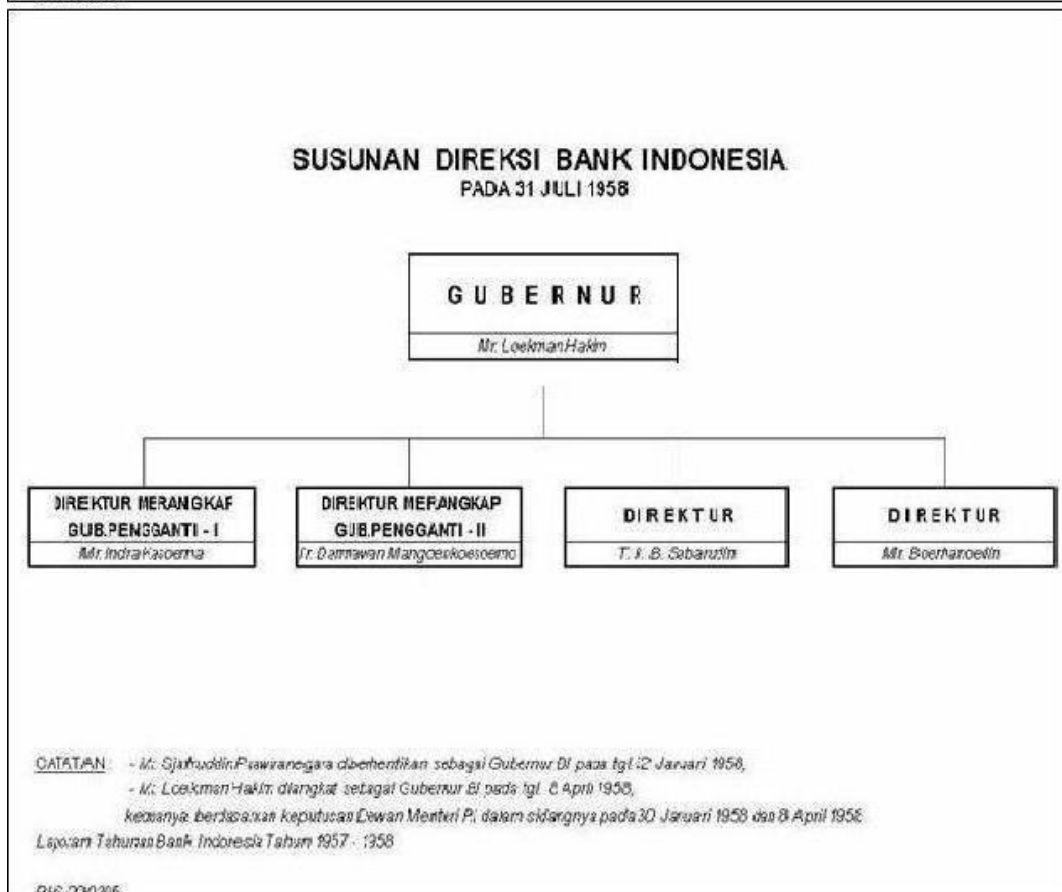 SUSUNAN DIREKSI BANK INDONESIA
PADA 31 JULI 1958
GUBERNUR
Mr. Loekman Hakim
DIREKTUR MERANGKAP
GUB.PENGGANTI - I
Mr. Indra Kasoema
DIREKTUR MERANGKAP
GUB.PENGGANTI - II
Tr. Darmawan Mangoenkoesoemo
DIREKTUR
T. R. B. Sabarudin
DIREKTUR
Mr. Boerhanoedin
CATATAN : - Mr. Sjafruddin Prawiranegara diberhentikan sebagai Gubernur BI pada tgl. Januari 1958,
- Mr. Loekman Hakim diangkat sebagai Gubernur BI pada tgl. 8 April 1958,
keduanya berdasarkan keputusan Dewan Menteri RI dalam sidangnya pada 30 Januari 1958 dan 8 April 1958
Laporan Tahunan Bank Indonesia Tahun 1957 - 1958